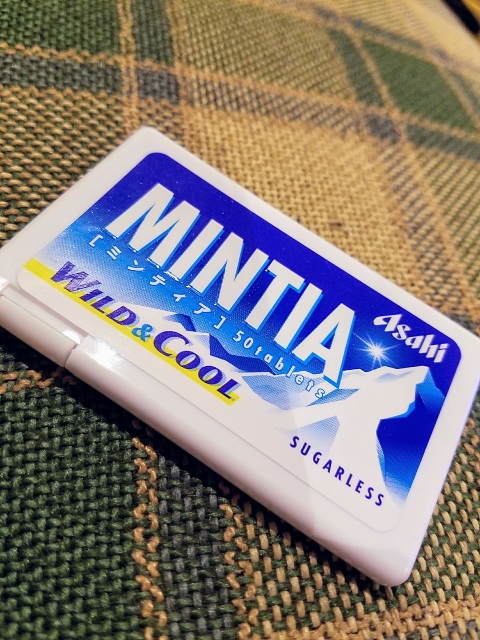 MINTIA
[ミンティア] 50tablets
WILD&COOL
Asahi
SUGARLESS